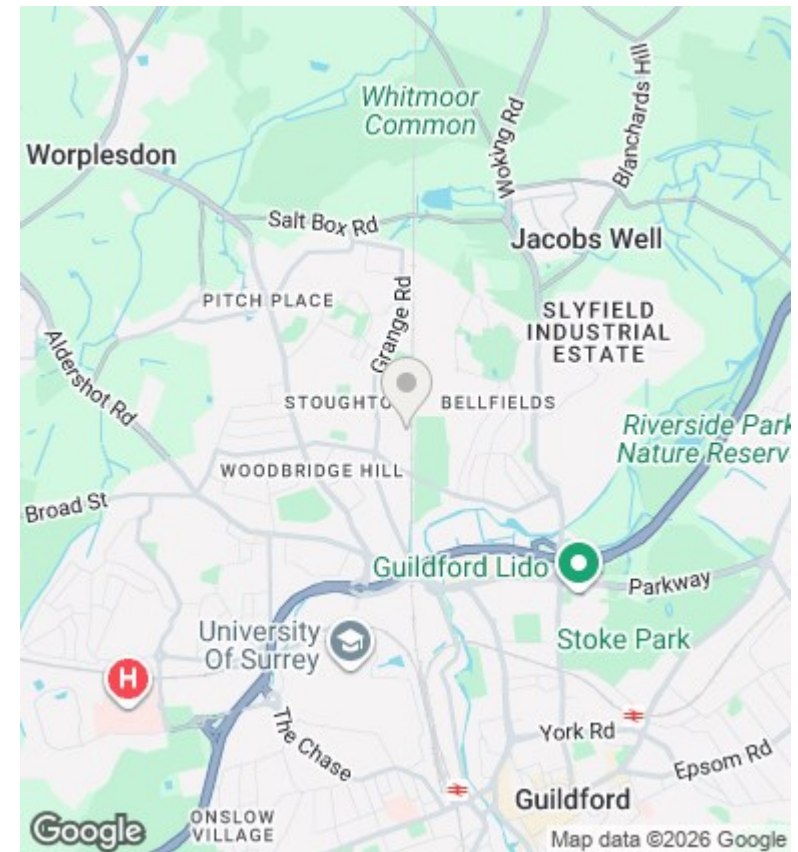 Whitmoor
Common
Worplesdon
Woking Rd
Blanchards Hill
Salt Box Rd
Jacobs Well
PITCH PLACE
Grange Rd
SLYFIELD
INDUSTRIAL
ESTATE
Aldershot Rd
STOUGHTO
BELLFIELDS
Riverside Park
Nature Reserv
WOODBRIDGE HILL
Broad St
Guildford Lido
Parkway
University
Of Surrey
Stoke Park
H
The Chase
York Rd
Epsom Rd
ONSLOW
VILLAGE
Guildford
Google
Map data ©2026 Google